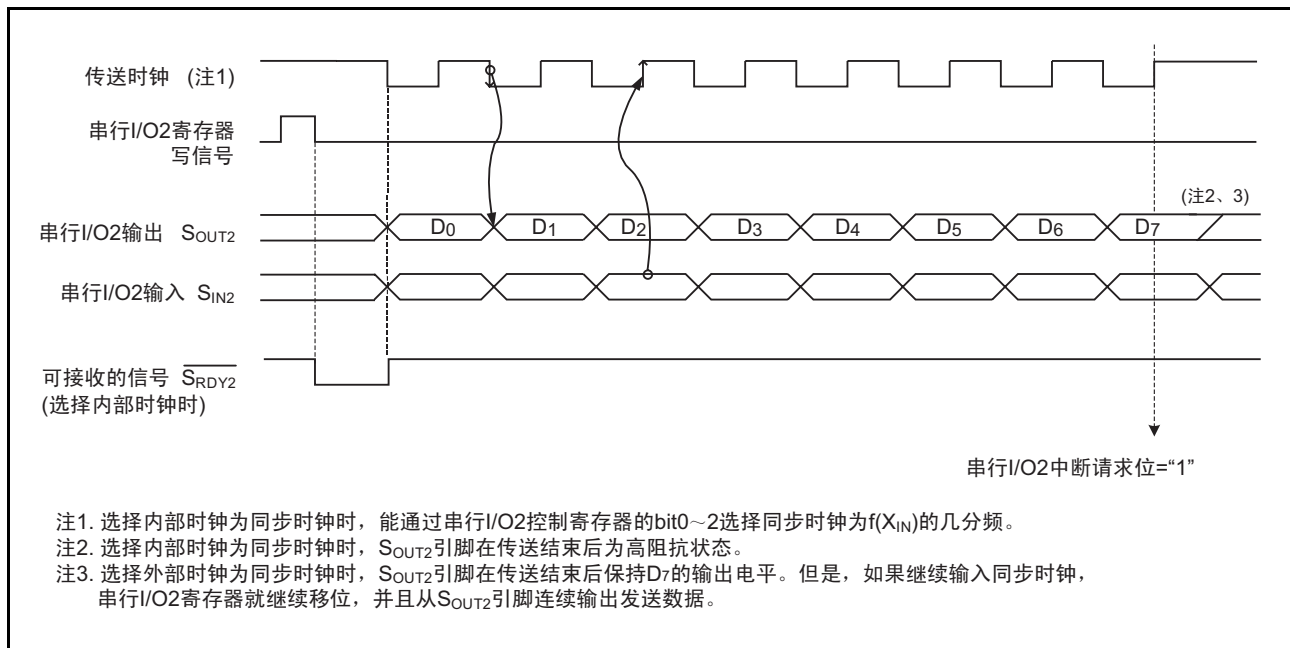 传送时钟 (注1)
串行I/O2寄存器
写信号
(注2、3)
串行I/O2输出 SOUT2
D0 D1 D2 D3 D4 D5 D6 D7
串行I/O2输入 SIN2
可接收的信号 SRDY2
(选择内部时钟时)
串行I/O2中断请求位=“1”
注1. 选择内部时钟为同步时钟时，能通过串行I/O2控制寄存器的bit0～2选择同步时钟为f(XIN)的几分频。
注2. 选择内部时钟为同步时钟时，SOUT2引脚在传送结束后为高阻抗状态。
注3. 选择外部时钟为同步时钟时，SOUT2引脚在传送结束后保持D7的输出电平。但是，如果继续输入同步时钟，
串行I/O2寄存器就继续移位，并且从SOUT2引脚连续输出发送数据。